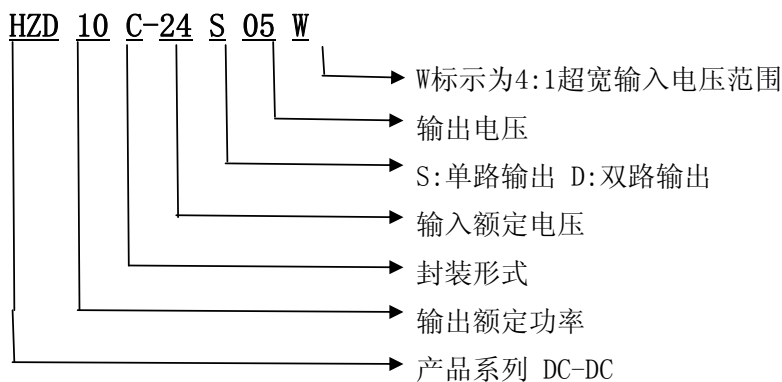 HZD 10 C-24 S 05 W
W标示为4:1超宽输入电压范围
输出电压
S:单路输出 D:双路输出
输入额定电压
封装形式
输出额定功率
产品系列 DC-DC